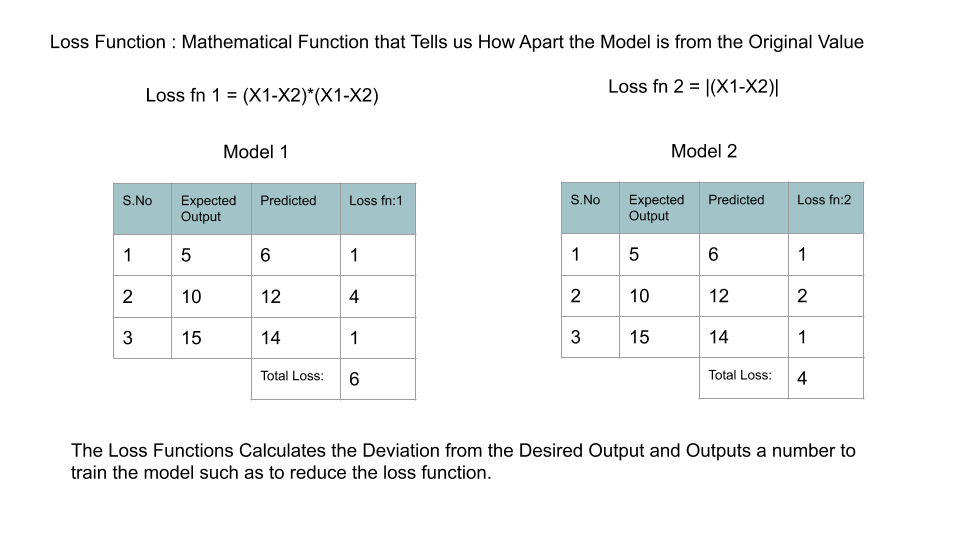 Loss Function : Mathematical Function that Tells us How Apart the Model is from the Original Value
Loss fn 1 = (X1-X2)*(X1-X2)
Loss fn 2 = |(X1-X2)|
Model 1
S.No Expected Output Predicted Loss fn:1
1 5 6 1
2 10 12 4
3 15 14 1
Total Loss: 6
Model 2
S.No Expected Output Predicted Loss fn:2
1 5 6 1
2 10 12 2
3 15 14 1
Total Loss: 4
The Loss Functions Calculates the Deviation from the Desired Output and Outputs a number to
train the model such as to reduce the loss function.